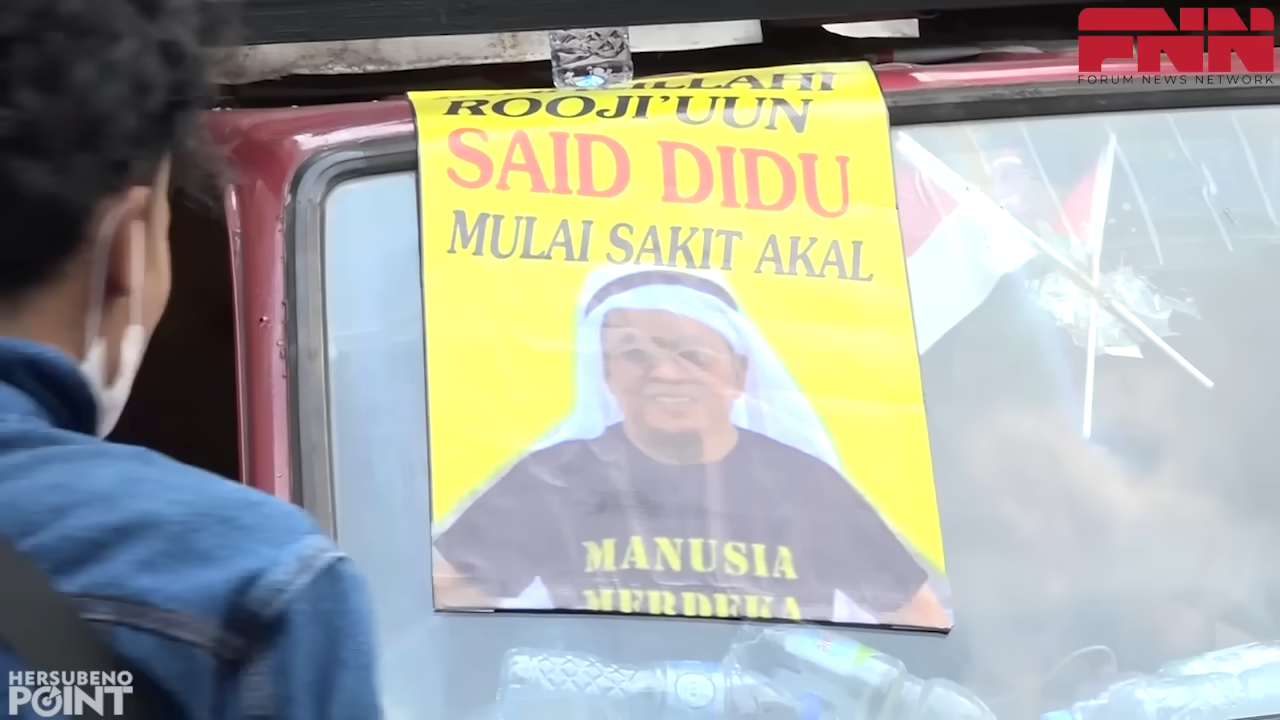 FNN
FORUM NEWS NETWORK
ROOJI'UUN
SAID DIDU
MULAI SAKIT AKAL
MANUSIA
MERDEKA
HERSUBENO
POINT